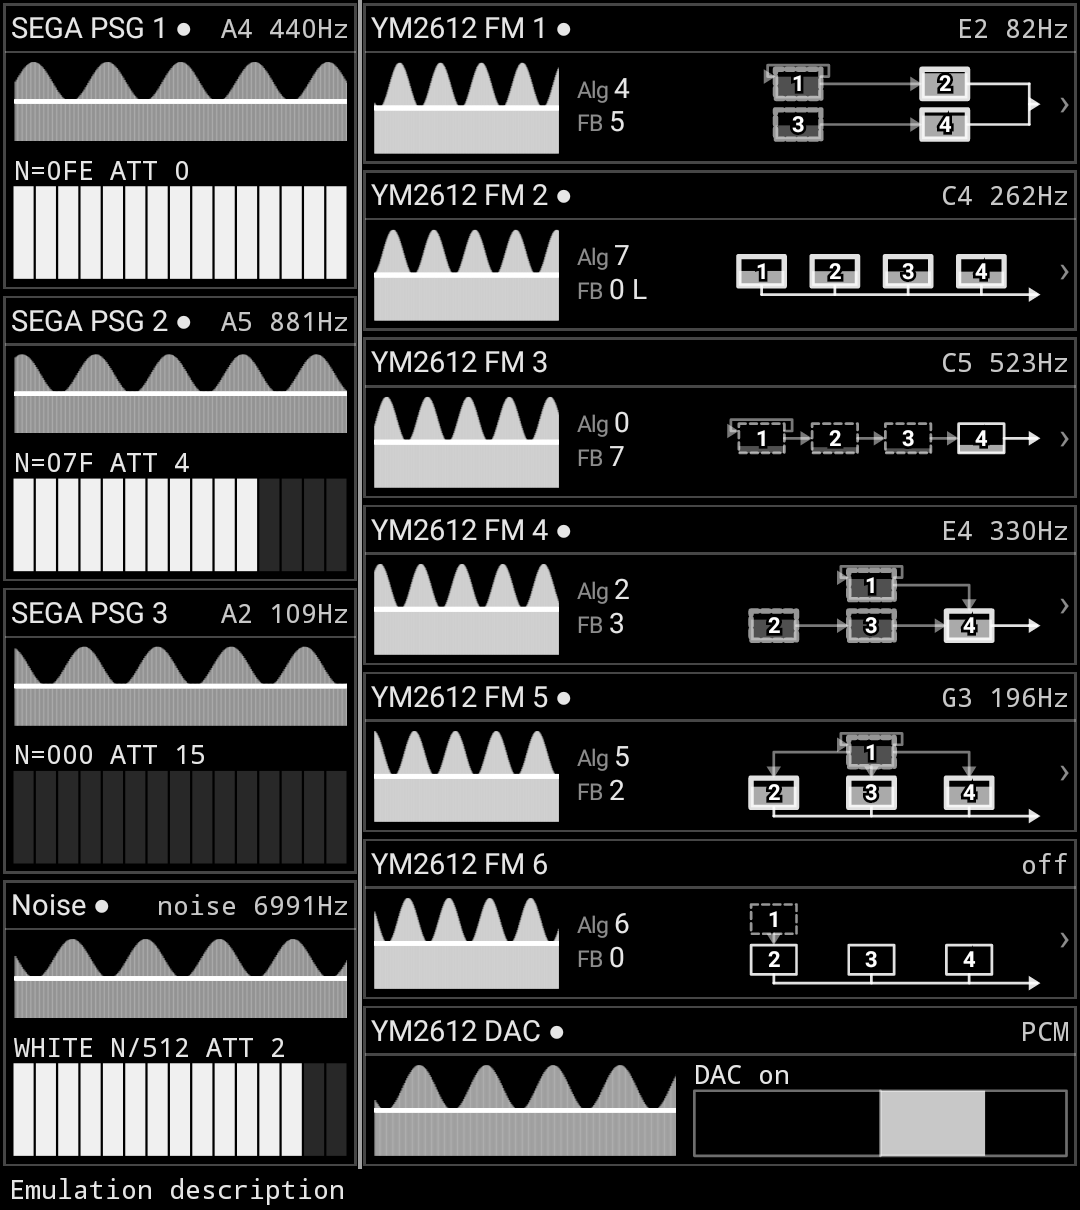 SEGA PSG 1 ● A4 440Hz
N=0FE ATT 0
SEGA PSG 2 ● A5 881Hz
N=07F ATT 4
SEGA PSG 3 A2 109Hz
N=000 ATT 15
Noise ● noise 6991Hz
WHITE N/512 ATT 2
YM2612 FM 1 ● E2 82Hz
Alg 4
FB 5
1 2
3 4
YM2612 FM 2 ● C4 262Hz
Alg 7
FB 0 L
1 2 3 4
YM2612 FM 3 C5 523Hz
Alg 0
FB 7
1 2 3 4
YM2612 FM 4 ● E4 330Hz
Alg 2
FB 3
1
2 3 4
YM2612 FM 5 ● G3 196Hz
Alg 5
FB 2
1
2 3 4
YM2612 FM 6 off
Alg 6
FB 0
1
2 3 4
YM2612 DAC ● PCM
DAC on
Emulation description